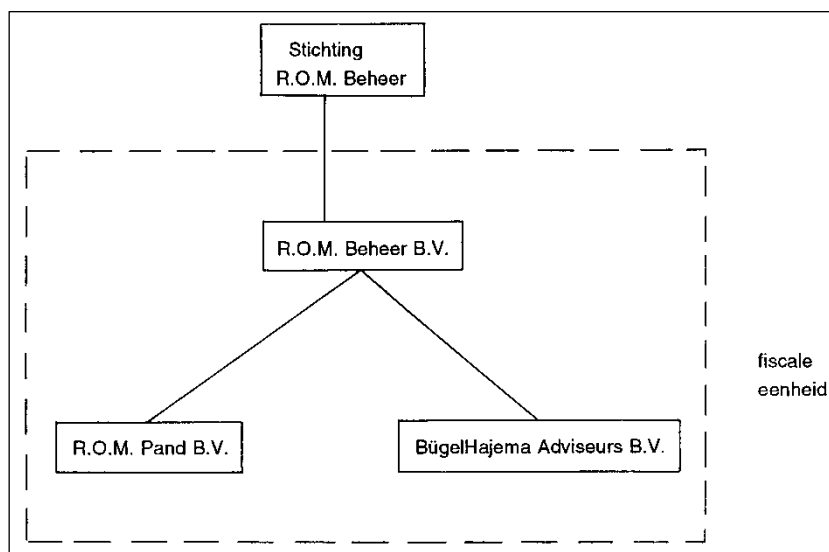 Stichting
R.O.M. Beheer
R.O.M. Beheer B.V.
fiscale
eenheid
R.O.M. Pand B.V.
BügelHajema Adviseurs B.V.